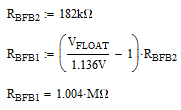 R_BFB2 := 182kΩ
R_BFB1 := (V_FLOAT / 1.136V − 1)·R_BFB2
R_BFB1 = 1.004·MΩ